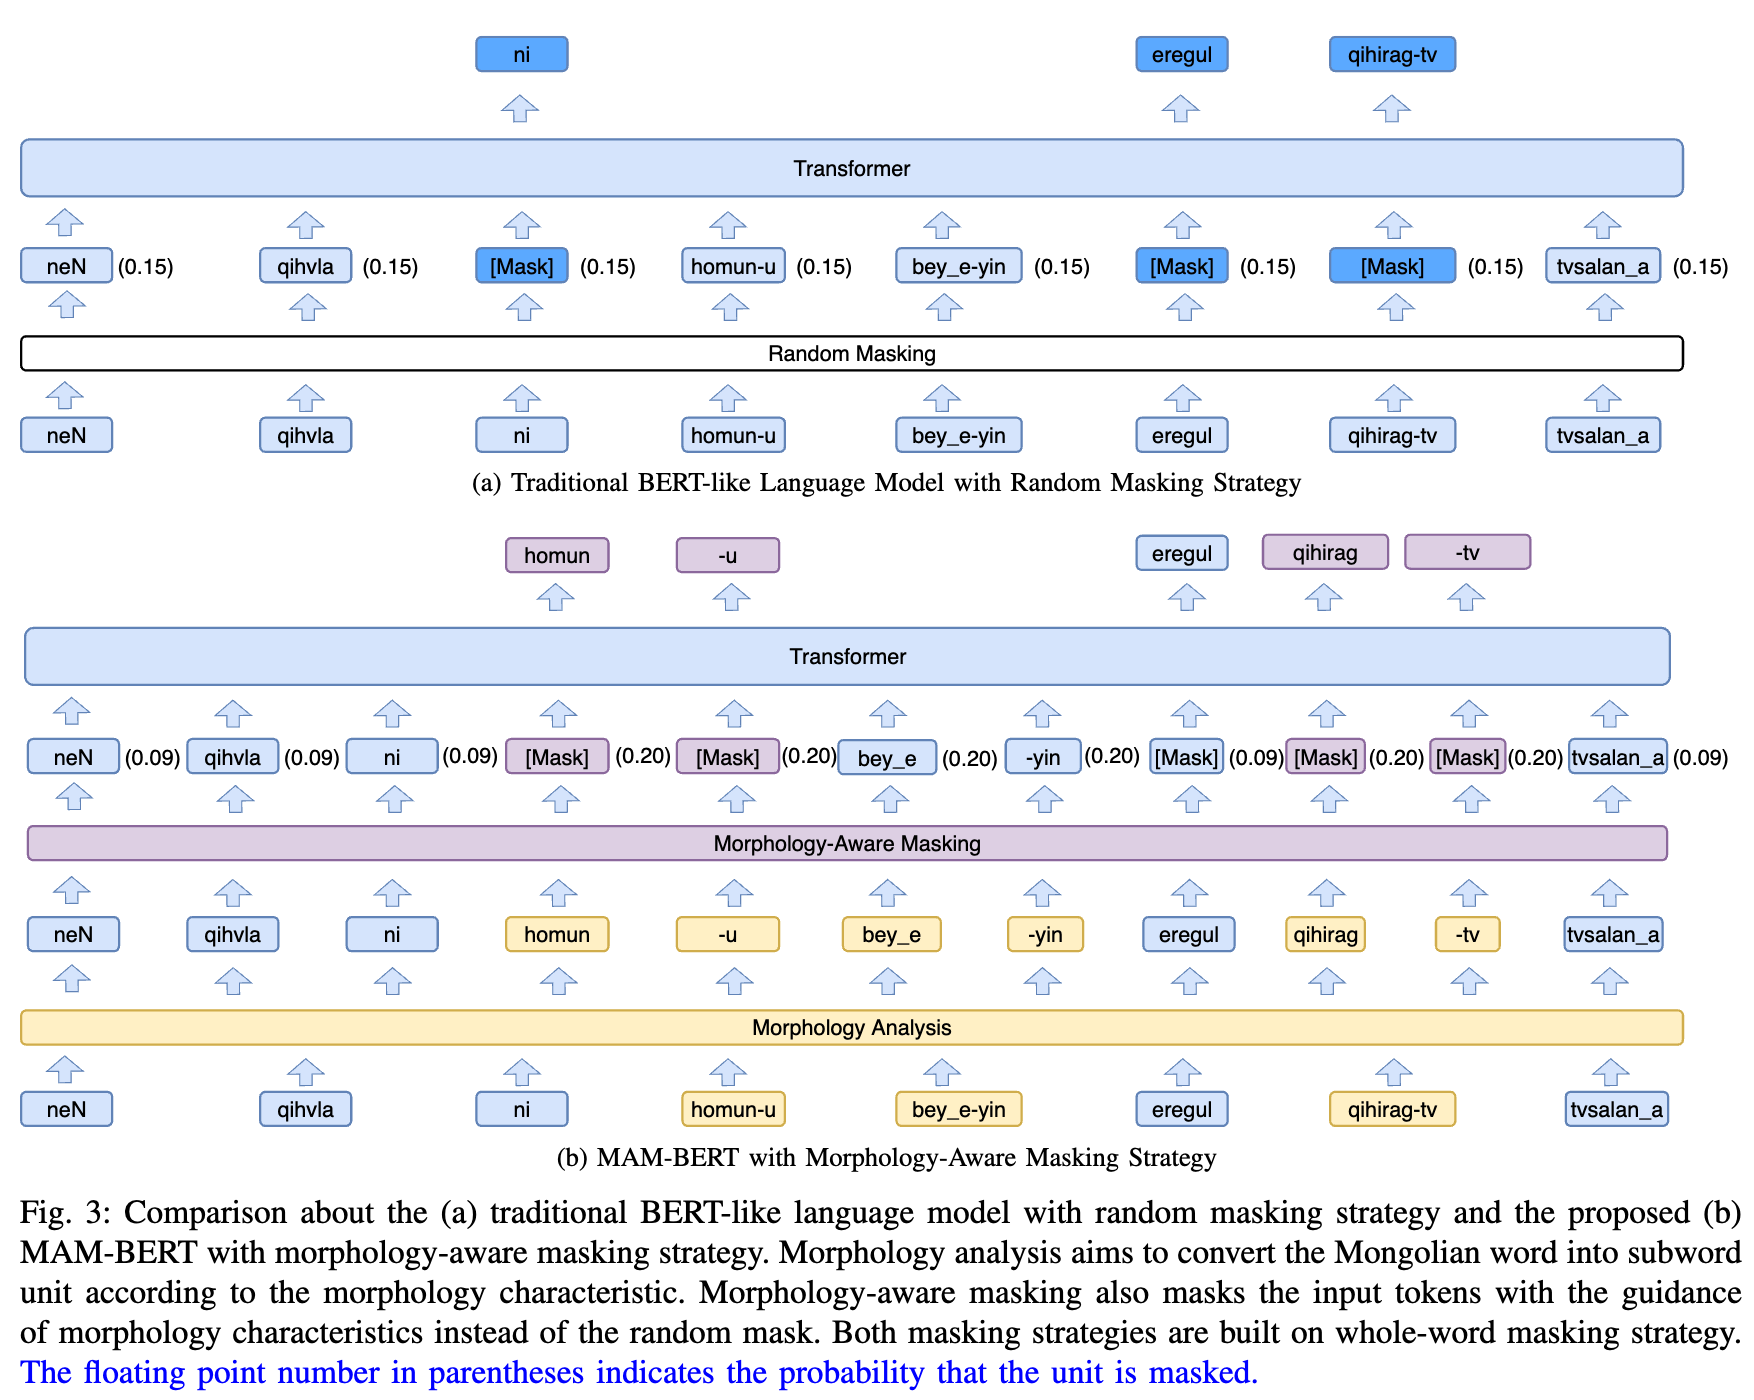 ni eregul qihirag-tv
Transformer
neN (0.15) qihvla (0.15) [Mask] (0.15) homun-u (0.15) bey_e-yin (0.15) [Mask] (0.15) [Mask] (0.15) tvsalan_a (0.15)
Random Masking
neN qihvla ni homun-u bey_e-yin eregul qihirag-tv tvsalan_a
(a) Traditional BERT-like Language Model with Random Masking Strategy
homun -u eregul qihirag -tv
Transformer
neN (0.09) qihvla (0.09) ni (0.09) [Mask] (0.20) [Mask] (0.20) bey_e (0.20) -yin (0.20) [Mask] (0.09) [Mask] (0.20) [Mask] (0.20) tvsalan_a (0.09)
Morphology-Aware Masking
neN qihvla ni homun -u bey_e -yin eregul qihirag -tv tvsalan_a
Morphology Analysis
neN qihvla ni homun-u bey_e-yin eregul qihirag-tv tvsalan_a
(b) MAM-BERT with Morphology-Aware Masking Strategy
Fig. 3: Comparison about the (a) traditional BERT-like language model with random masking strategy and the proposed (b)
MAM-BERT with morphology-aware masking strategy. Morphology analysis aims to convert the Mongolian word into subword
unit according to the morphology characteristic. Morphology-aware masking also masks the input tokens with the guidance
of morphology characteristics instead of the random mask. Both masking strategies are built on whole-word masking strategy.
The floating point number in parentheses indicates the probability that the unit is masked.